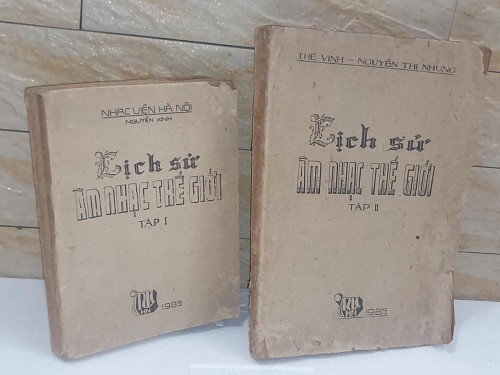 NHẠC VIỆN HÀ NỘI
NGUYỄN XINH
Lịch sử
ÂM NHẠC THẾ GIỚI
TẬP I
1983
THẾ VINH - NGUYỄN THỊ NHUNG
Lịch sử
ÂM NHẠC THẾ GIỚI
TẬP II
1985